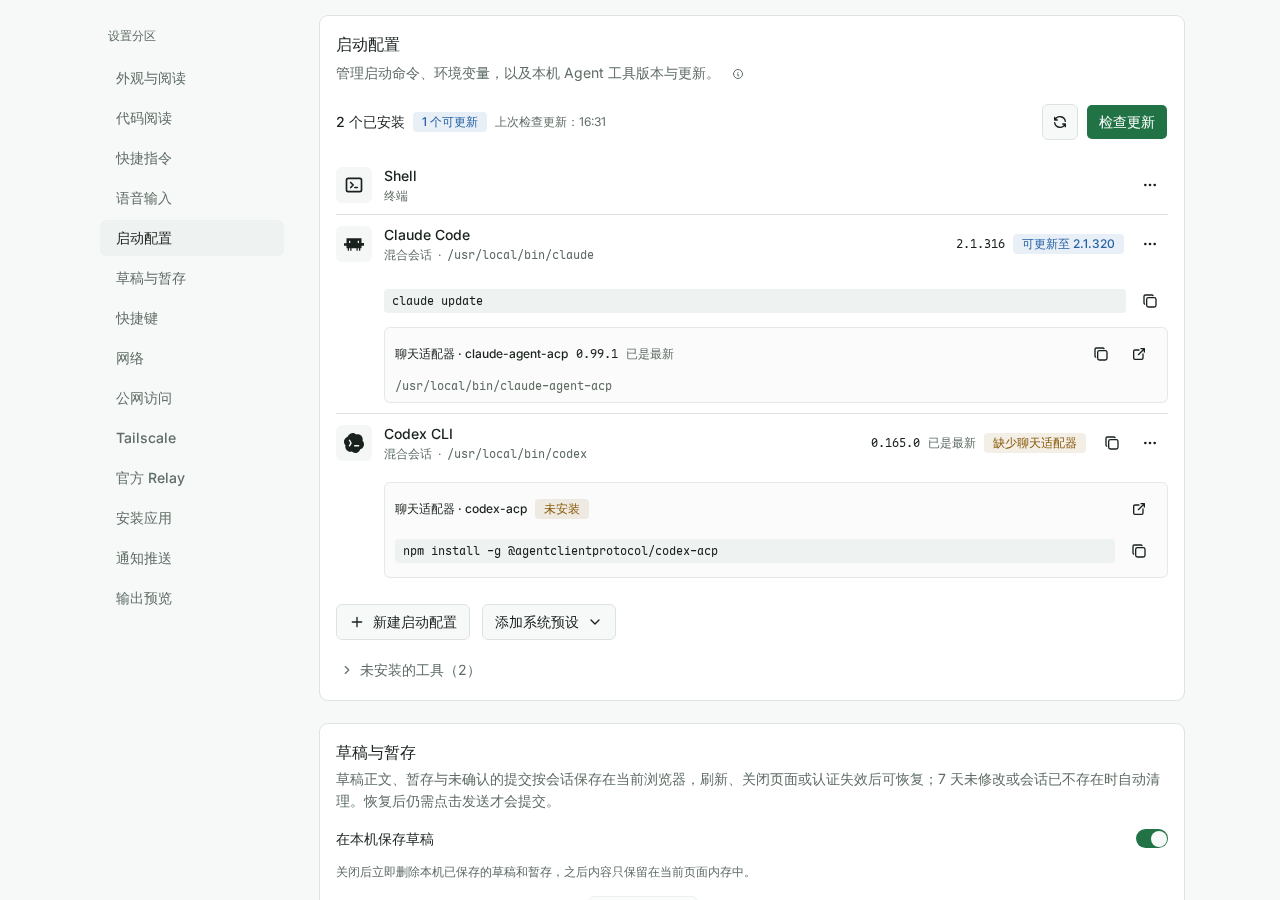 设置分区
外观与阅读
代码阅读
快捷指令
语音输入
启动配置
草稿与暂存
快捷键
网络
公网访问
Tailscale
官方 Relay
安装应用
通知推送
输出预览
启动配置
管理启动命令、环境变量，以及本机 Agent 工具版本与更新。
2 个已安装 1 个可更新 上次检查更新：16:31 检查更新
Shell
终端
Claude Code
混合会话 · /usr/local/bin/claude
2.1.316 可更新至 2.1.320
claude update
聊天适配器 · claude-agent-acp 0.99.1 已是最新
/usr/local/bin/claude-agent-acp
Codex CLI
混合会话 · /usr/local/bin/codex
0.165.0 已是最新 缺少聊天适配器
聊天适配器 · codex-acp 未安装
npm install -g @agentclientprotocol/codex-acp
新建启动配置 添加系统预设
未安装的工具（2）
草稿与暂存
草稿正文、暂存与未确认的提交按会话保存在当前浏览器，刷新、关闭页面或认证失效后可恢复；7 天未修改或会话已不存在时自动清
理。恢复后仍需点击发送才会提交。
在本机保存草稿
关闭后立即删除本机已保存的草稿和暂存，之后内容只保留在当前页面内存中。